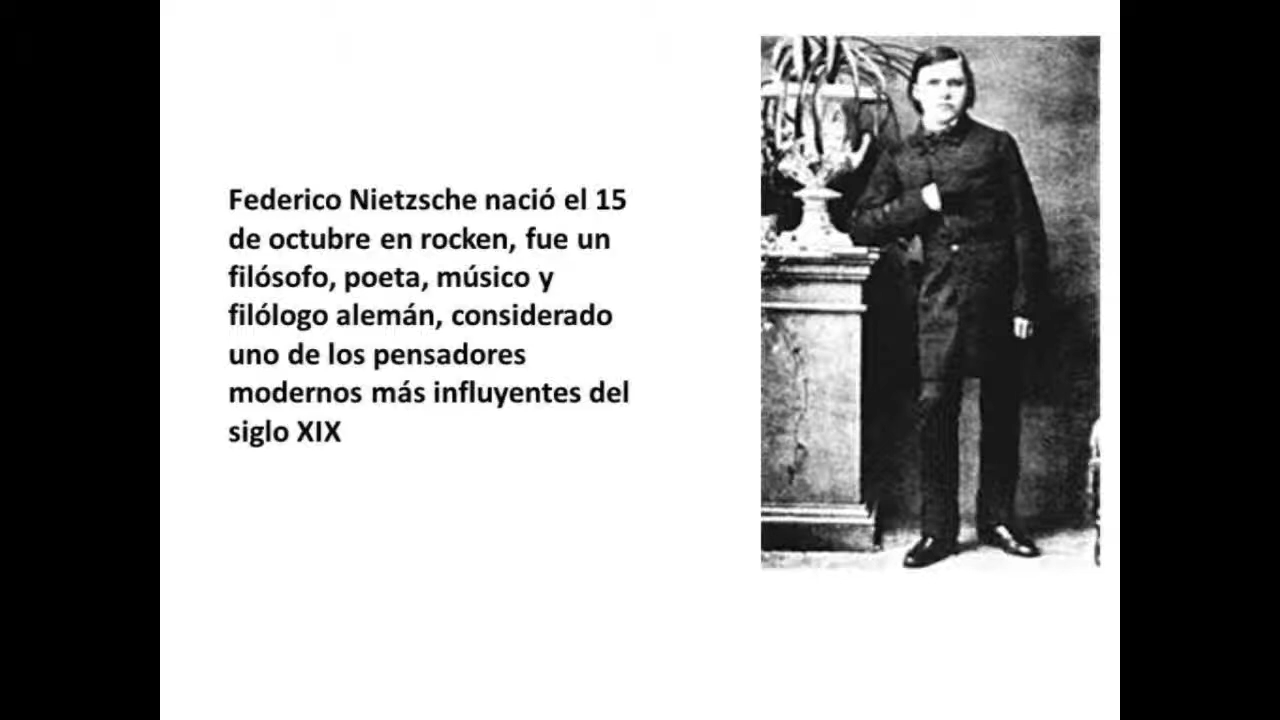 Federico Nietzsche nació el 15
de octubre en rocken, fue un
filósofo, poeta, músico y
filólogo alemán, considerado
uno de los pensadores
modernos más influyentes del
siglo XIX